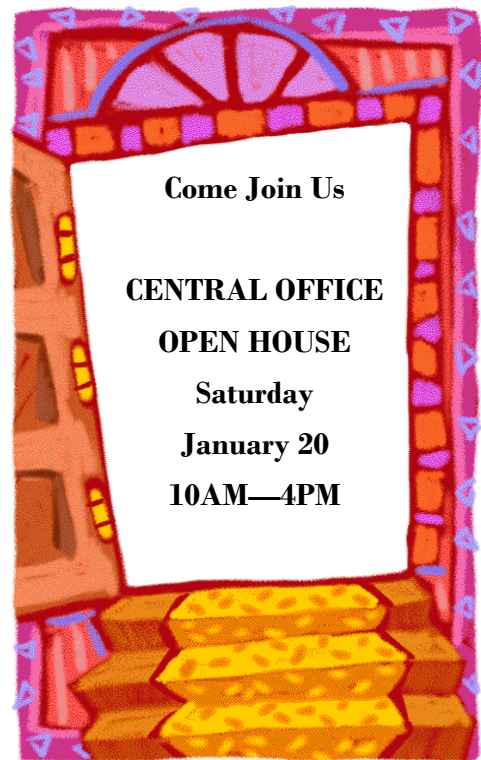 Come Join Us
CENTRAL OFFICE
OPEN HOUSE
Saturday
January 20
10AM—4PM